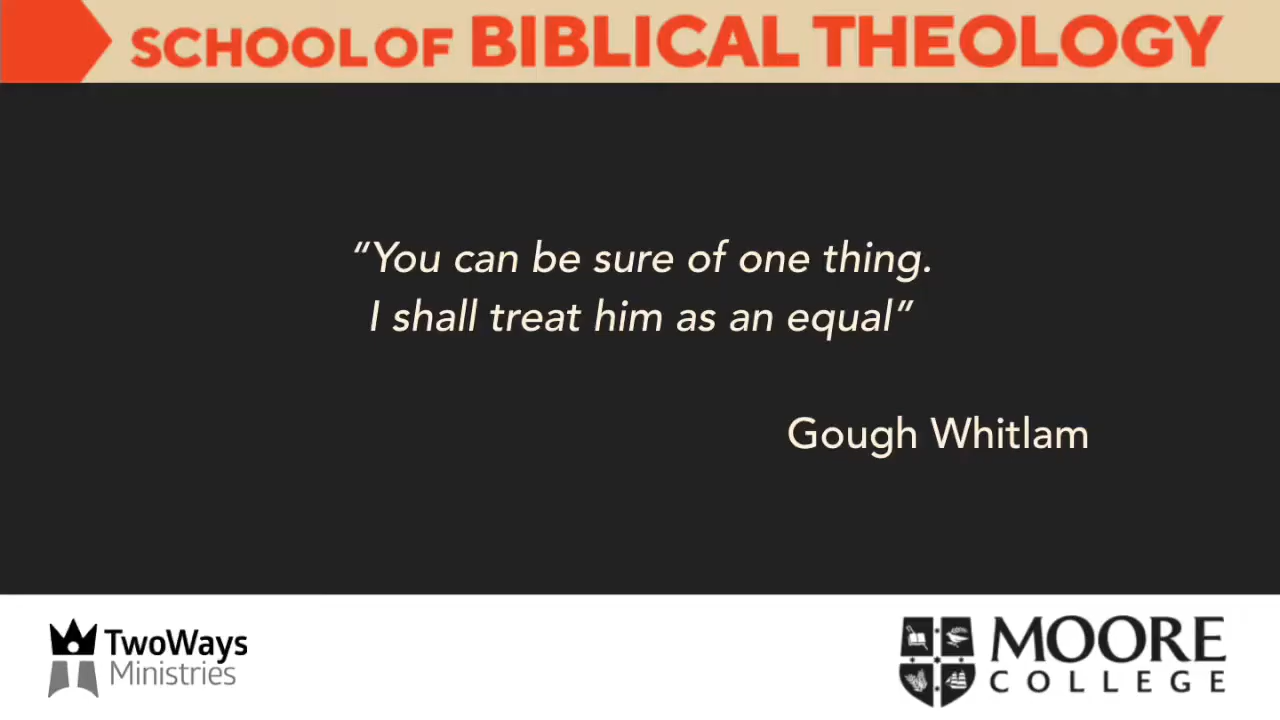 SCHOOL OF BIBLICAL THEOLOGY
“You can be sure of one thing.
I shall treat him as an equal”
Gough Whitlam
TwoWays
Ministries
MOORE
COLLEGE